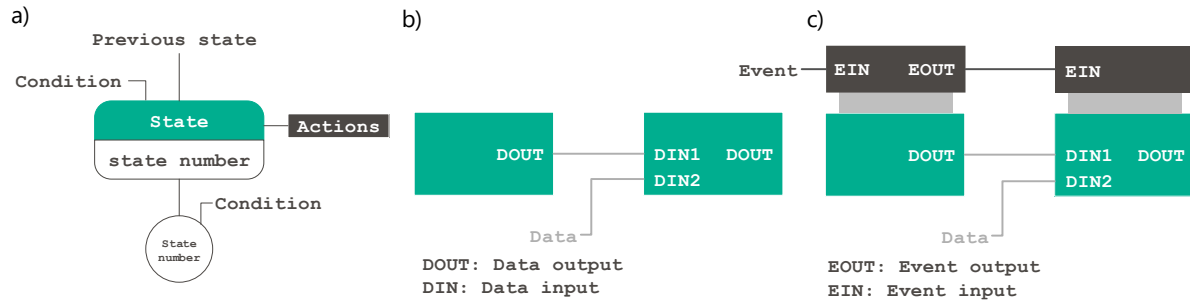 a)
Previous state
Condition
State
Actions
state number
Condition
State
number
b)
DOUT
DIN1 DOUT
DIN2
Data
DOUT: Data output
DIN: Data input
c)
Event
EIN EOUT
EIN
DOUT
DIN1 DOUT
DIN2
Data
EOUT: Event output
EIN: Event input